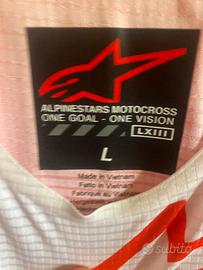 ALPINESTARS MOTOCROSS
ONE GOAL - ONE VISION
LXIII
L
Made in Vietnam
Fatto in Vietnam
Fabriqué au Vietnam
subito